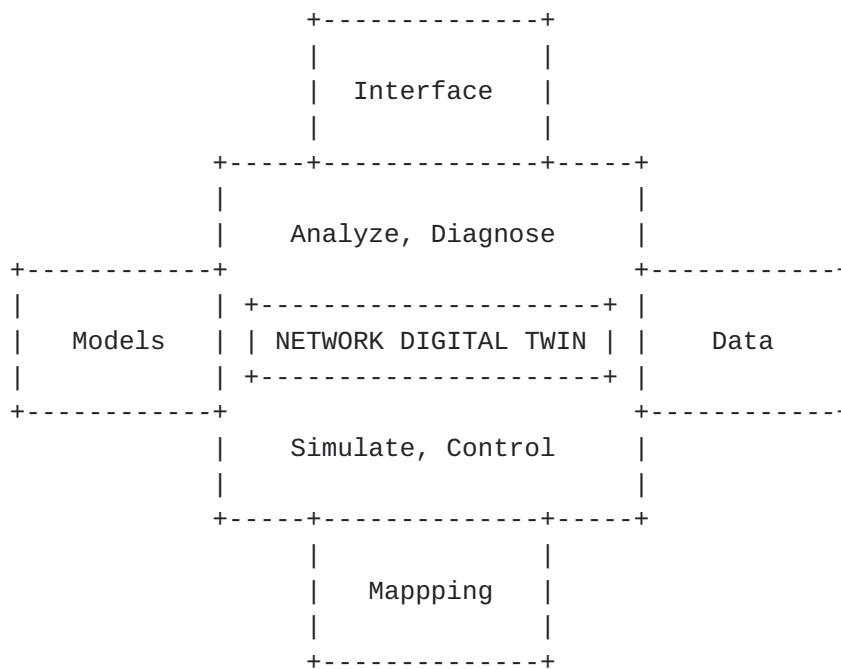 Interface
Analyze, Diagnose
Models
NETWORK DIGITAL TWIN
Data
Simulate, Control
Mappping